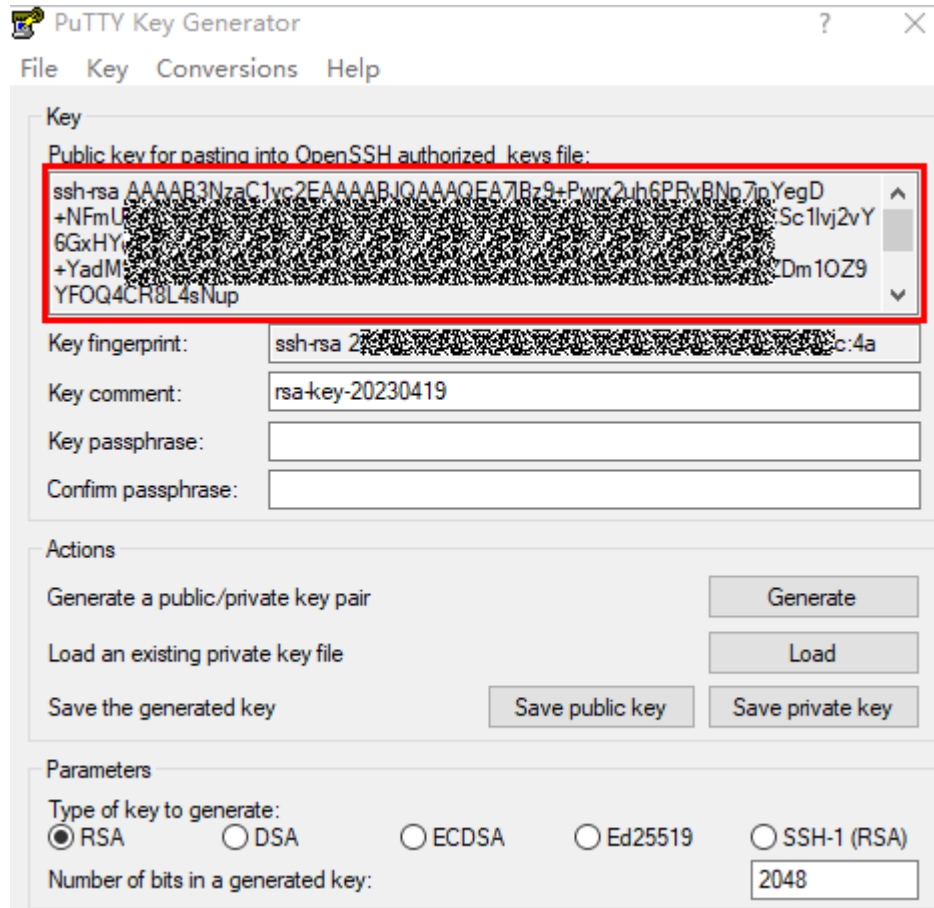 PuTTY Key Generator
File Key Conversions Help
Key
Public key for pasting into OpenSSH authorized_keys file:
ssh-rsa AAAAB3NzaC1yc2EAAAABJQAAAQEA7lBz9+Pwrx2uh6PRvBNp7jpYegD
+NFmU Sc1lvj2vY
6GxHY
+YadM ZDm1OZ9
YFOQ4CR8L4sNup
Key fingerprint: ssh-rsa 2 c:4a
Key comment: rsa-key-20230419
Key passphrase:
Confirm passphrase:
Actions
Generate a public/private key pair Generate
Load an existing private key file Load
Save the generated key Save public key Save private key
Parameters
Type of key to generate:
RSA DSA ECDSA Ed25519 SSH-1 (RSA)
Number of bits in a generated key: 2048